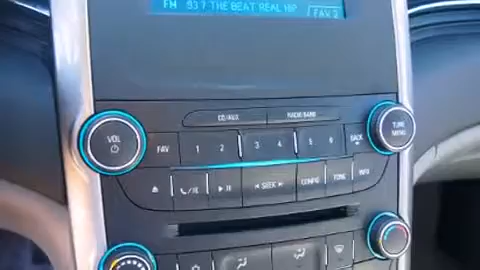 FM 93.7 THE BEAT REAL HIP
FAV 2
CD/AUX RADIO BAND
VOL FAV 1 2 3 4 5 6 BACK TUNE
MENU
SEEK CONFIG TONE INFO